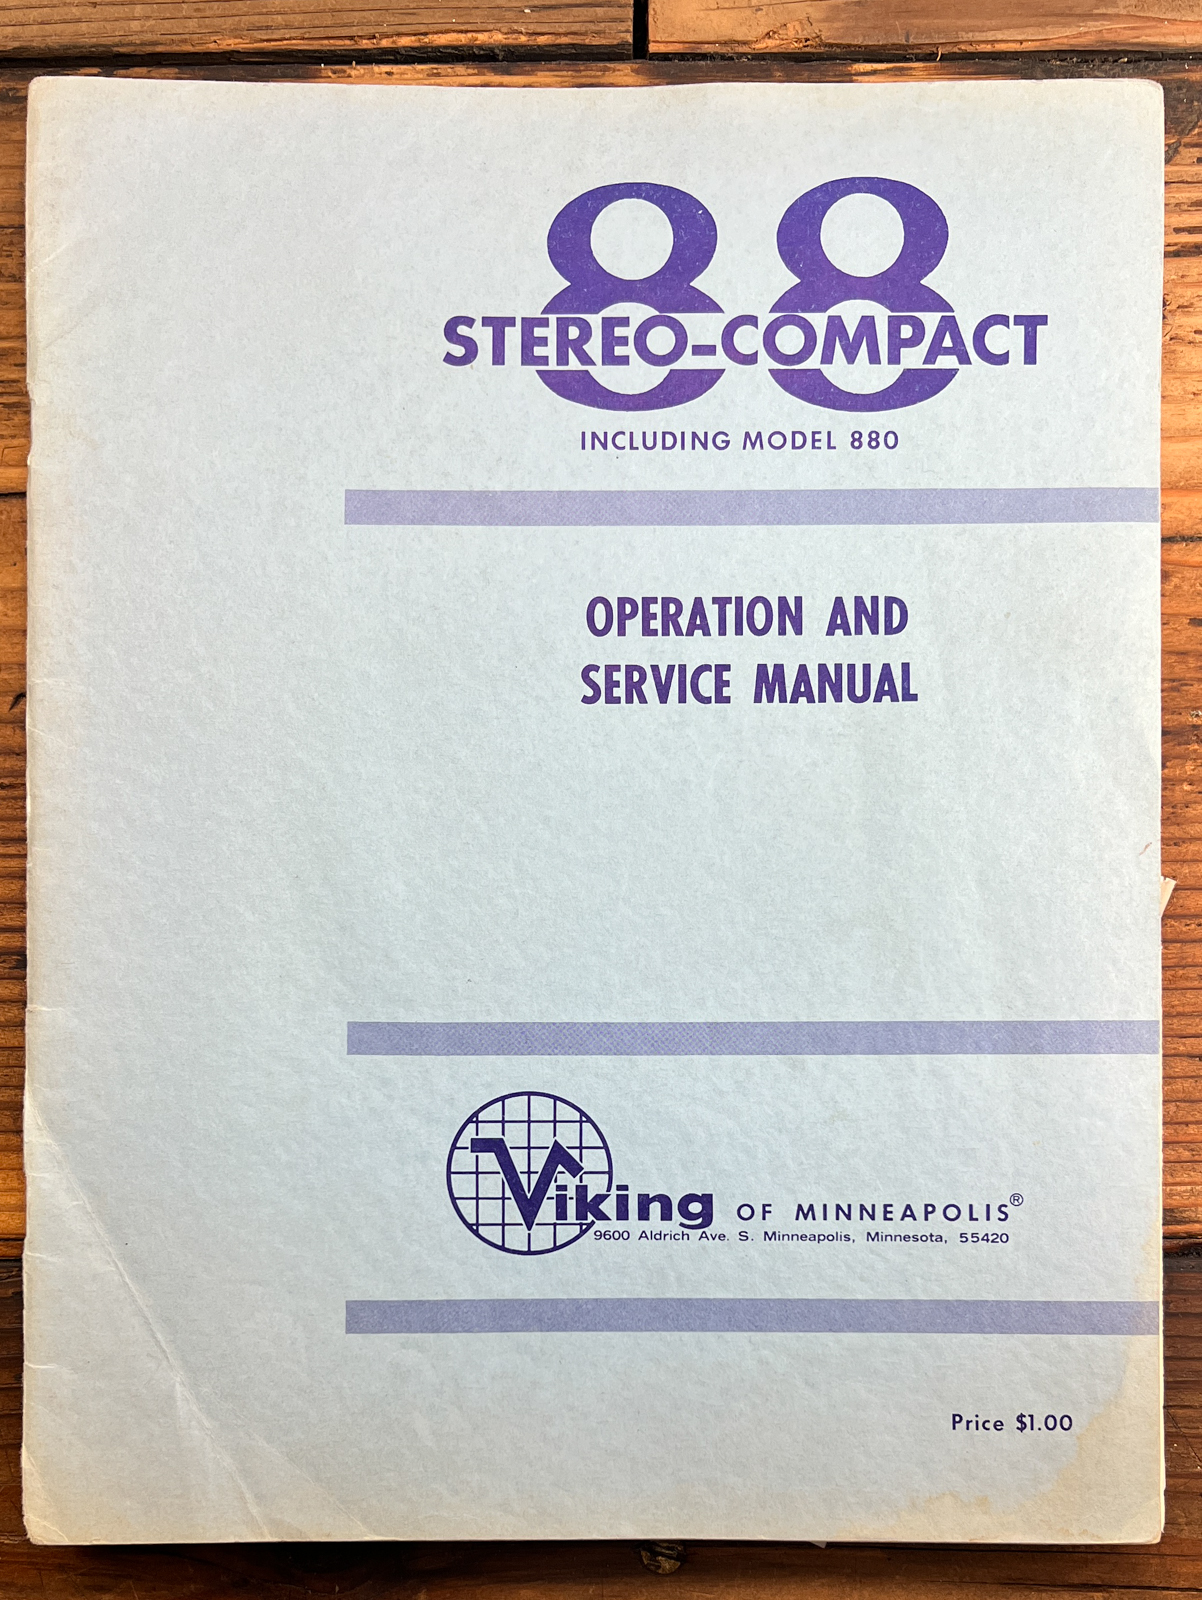 88
STEREO-COMPACT
INCLUDING MODEL 880
OPERATION AND
SERVICE MANUAL
Viking OF MINNEAPOLIS®
9600 Aldrich Ave. S. Minneapolis, Minnesota, 55420
Price $1.00